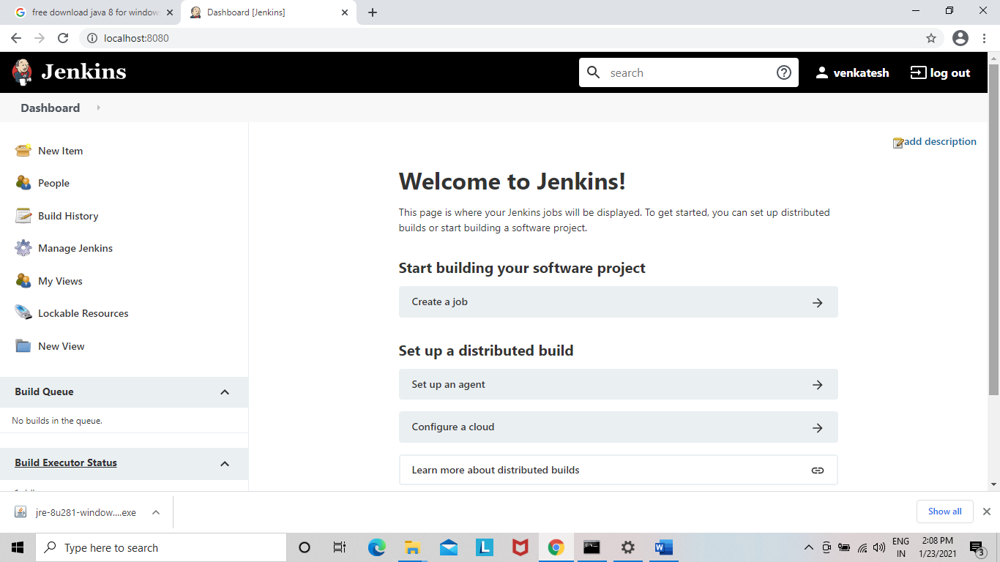 free download java 8 for window
Dashboard [Jenkins]
localhost:8080
Jenkins
search
venkatesh
log out
Dashboard
add description
New Item
People
Build History
Manage Jenkins
My Views
Lockable Resources
New View
Build Queue
No builds in the queue.
Build Executor Status
Welcome to Jenkins!
This page is where your Jenkins jobs will be displayed. To get started, you can set up distributed
builds or start building a software project.
Start building your software project
Create a job
Set up a distributed build
Set up an agent
Configure a cloud
Learn more about distributed builds
jre-8u281-window....exe
Show all
Type here to search
ENG
IN
2:08 PM
1/23/2021
3